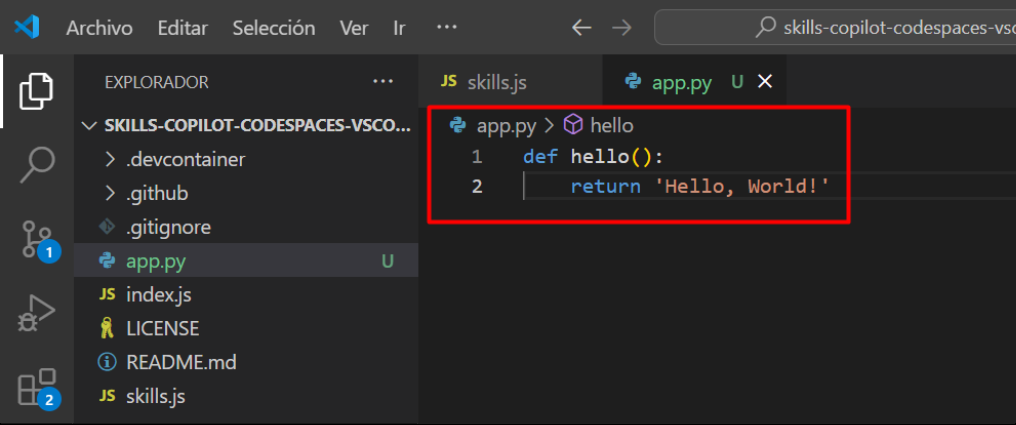 Archivo Editar Selección Ver Ir ··· ← → skills-copilot-codespaces-vsc
EXPLORADOR ···
SKILLS-COPILOT-CODESPACES-VSCO...
.devcontainer
.github
.gitignore
app.py U
JS index.js
LICENSE
README.md
JS skills.js
1
2
JS skills.js
app.py U
app.py > hello
1 def hello():
2 return 'Hello, World!'